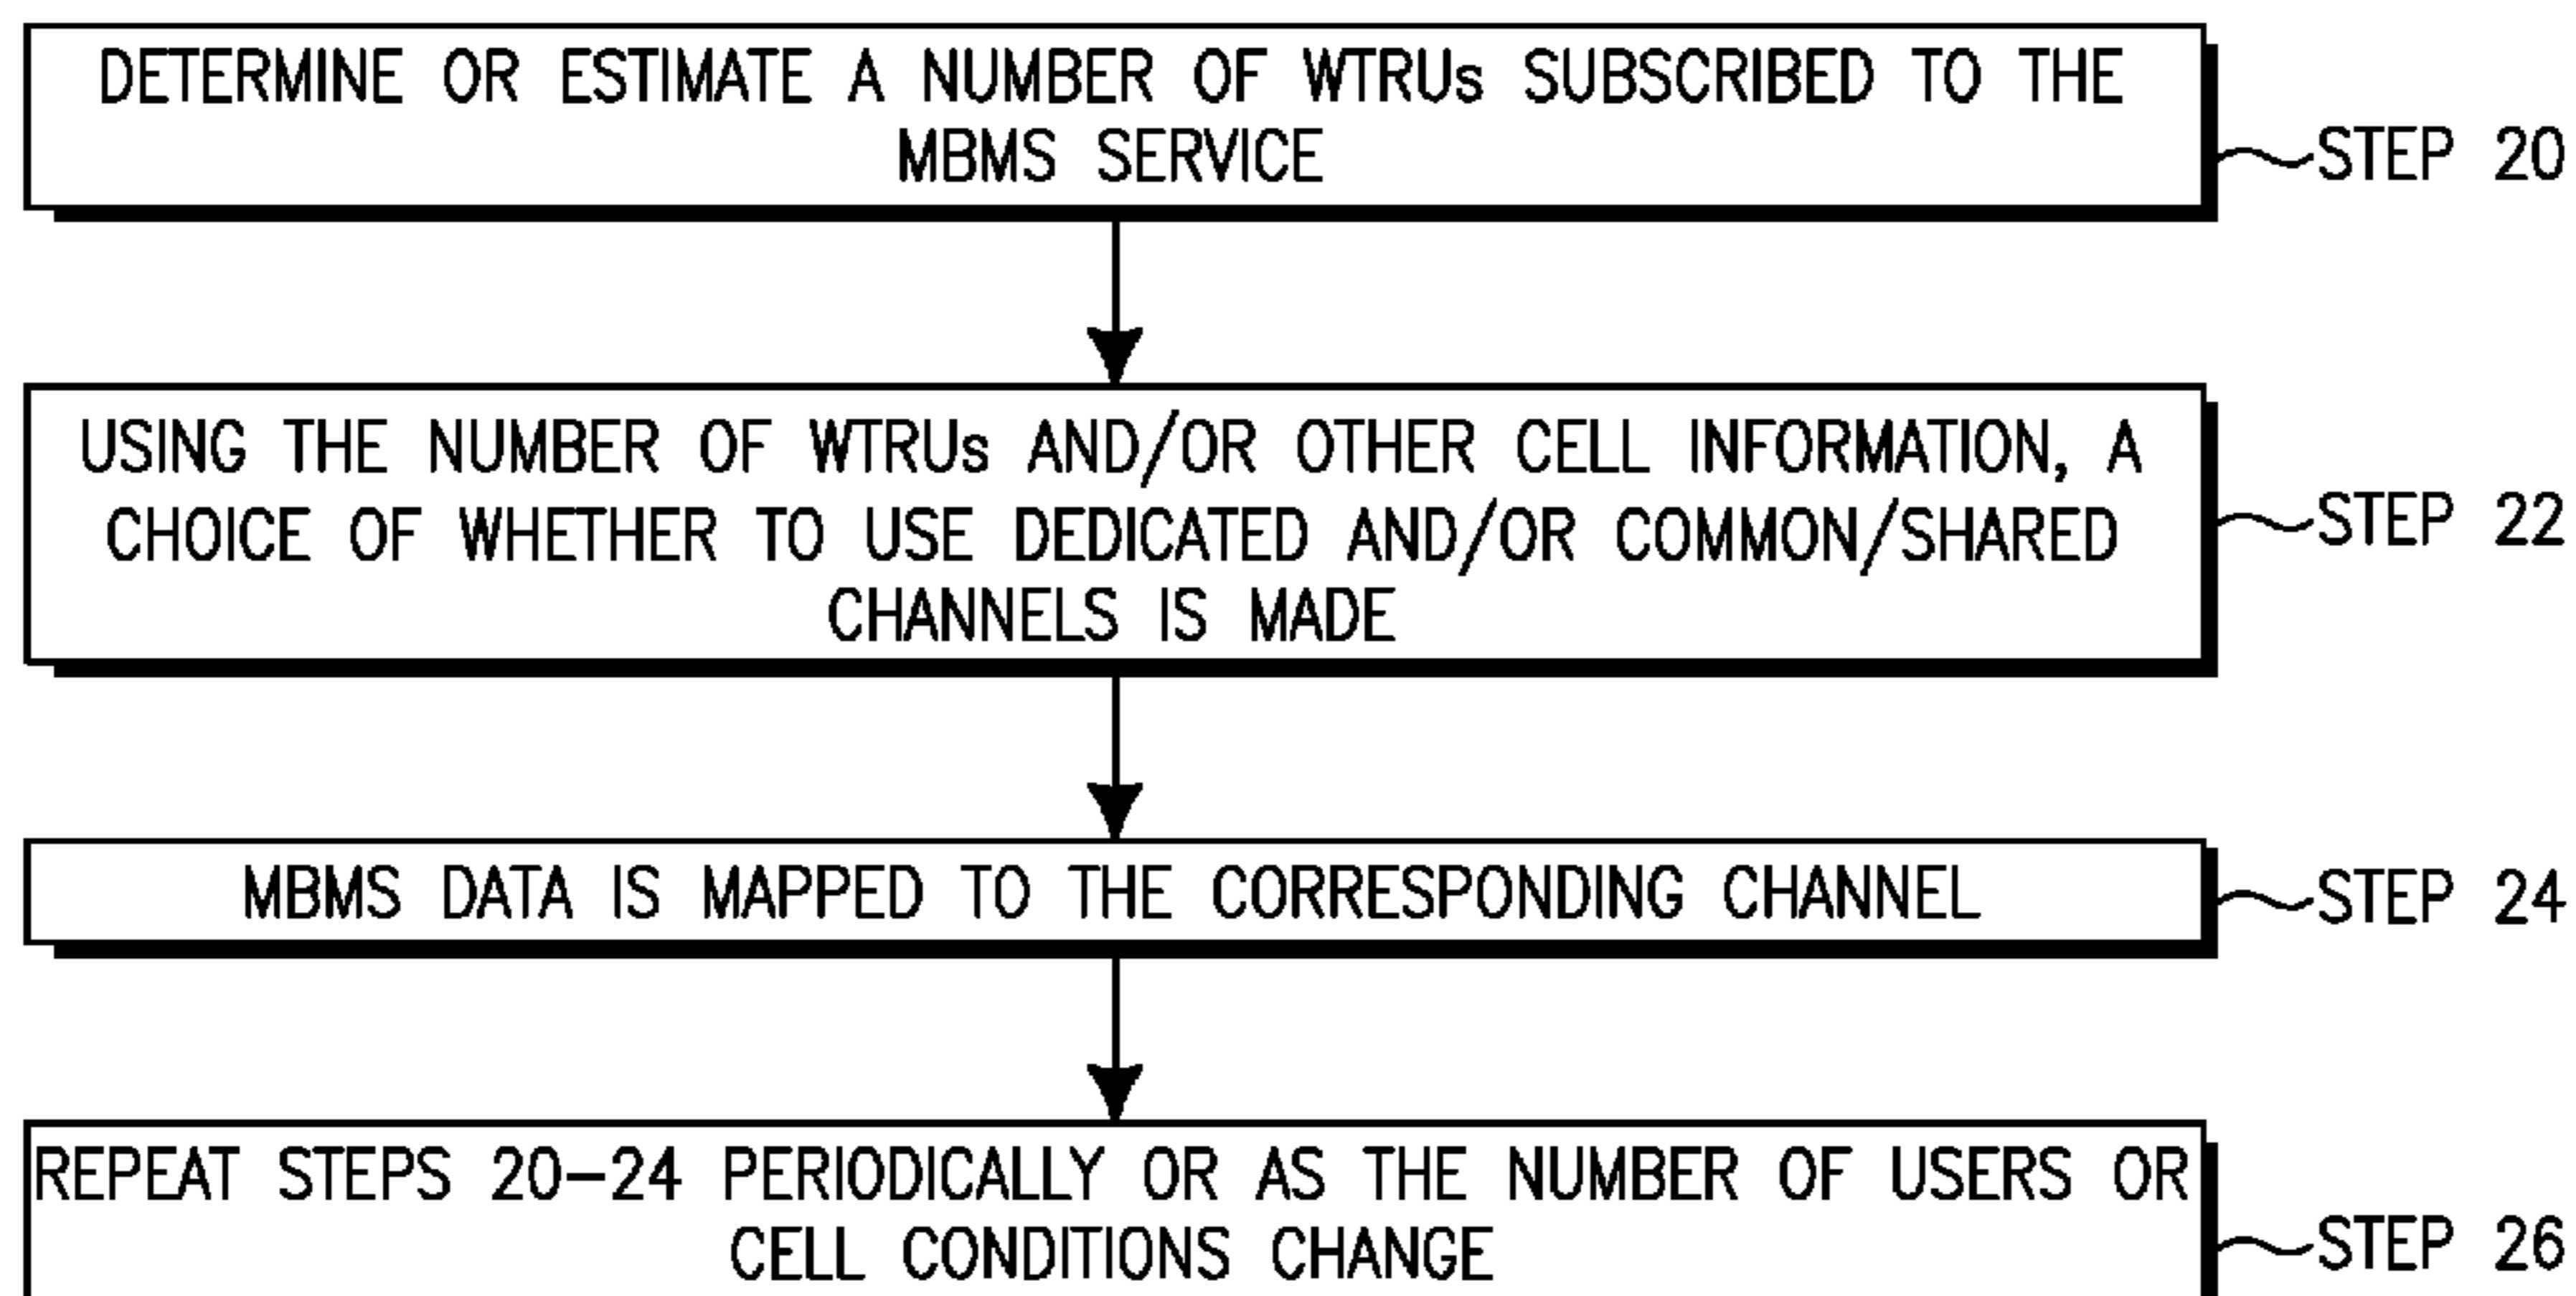 DETERMINE OR ESTIMATE A NUMBER OF WTRUs SUBSCRIBED TO THE
MBMS SERVICE
STEP 20
USING THE NUMBER OF WTRUs AND/OR OTHER CELL INFORMATION, A
CHOICE OF WHETHER TO USE DEDICATED AND/OR COMMON/SHARED
CHANNELS IS MADE
STEP 22
MBMS DATA IS MAPPED TO THE CORRESPONDING CHANNEL
STEP 24
REPEAT STEPS 20-24 PERIODICALLY OR AS THE NUMBER OF USERS OR
CELL CONDITIONS CHANGE
STEP 26